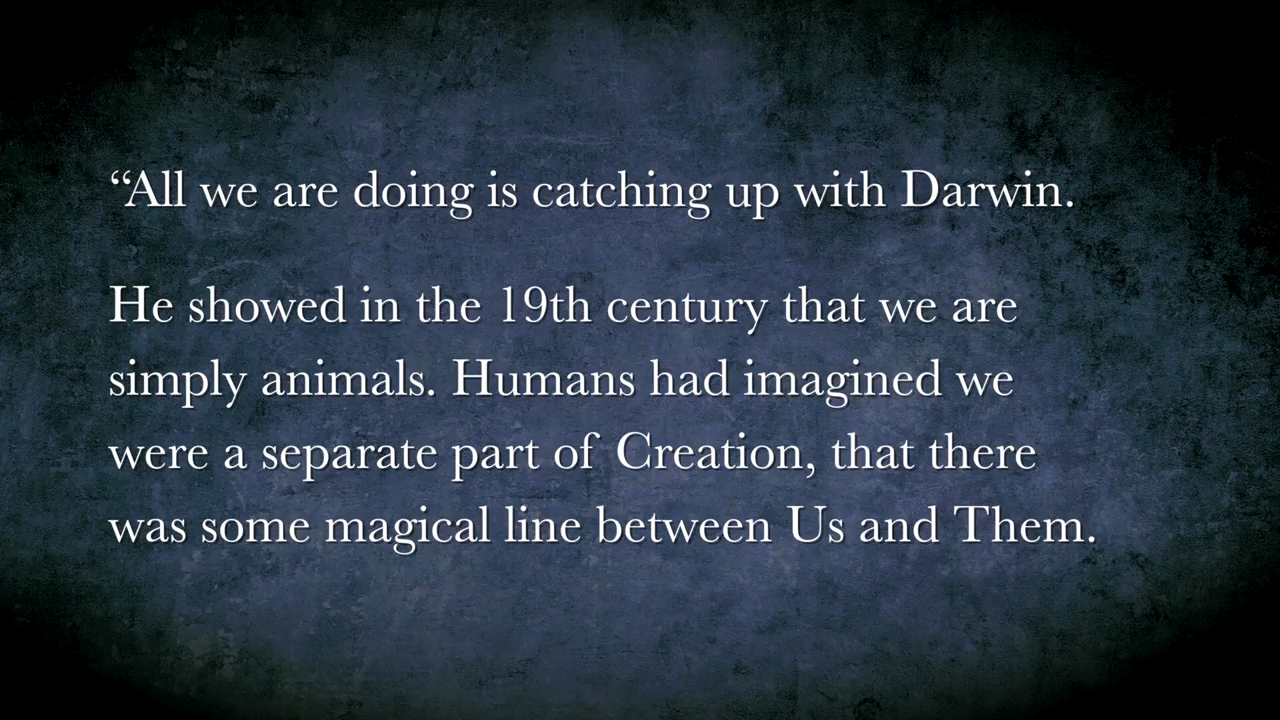 “All we are doing is catching up with Darwin.
He showed in the 19th century that we are
simply animals. Humans had imagined we
were a separate part of Creation, that there
was some magical line between Us and Them.